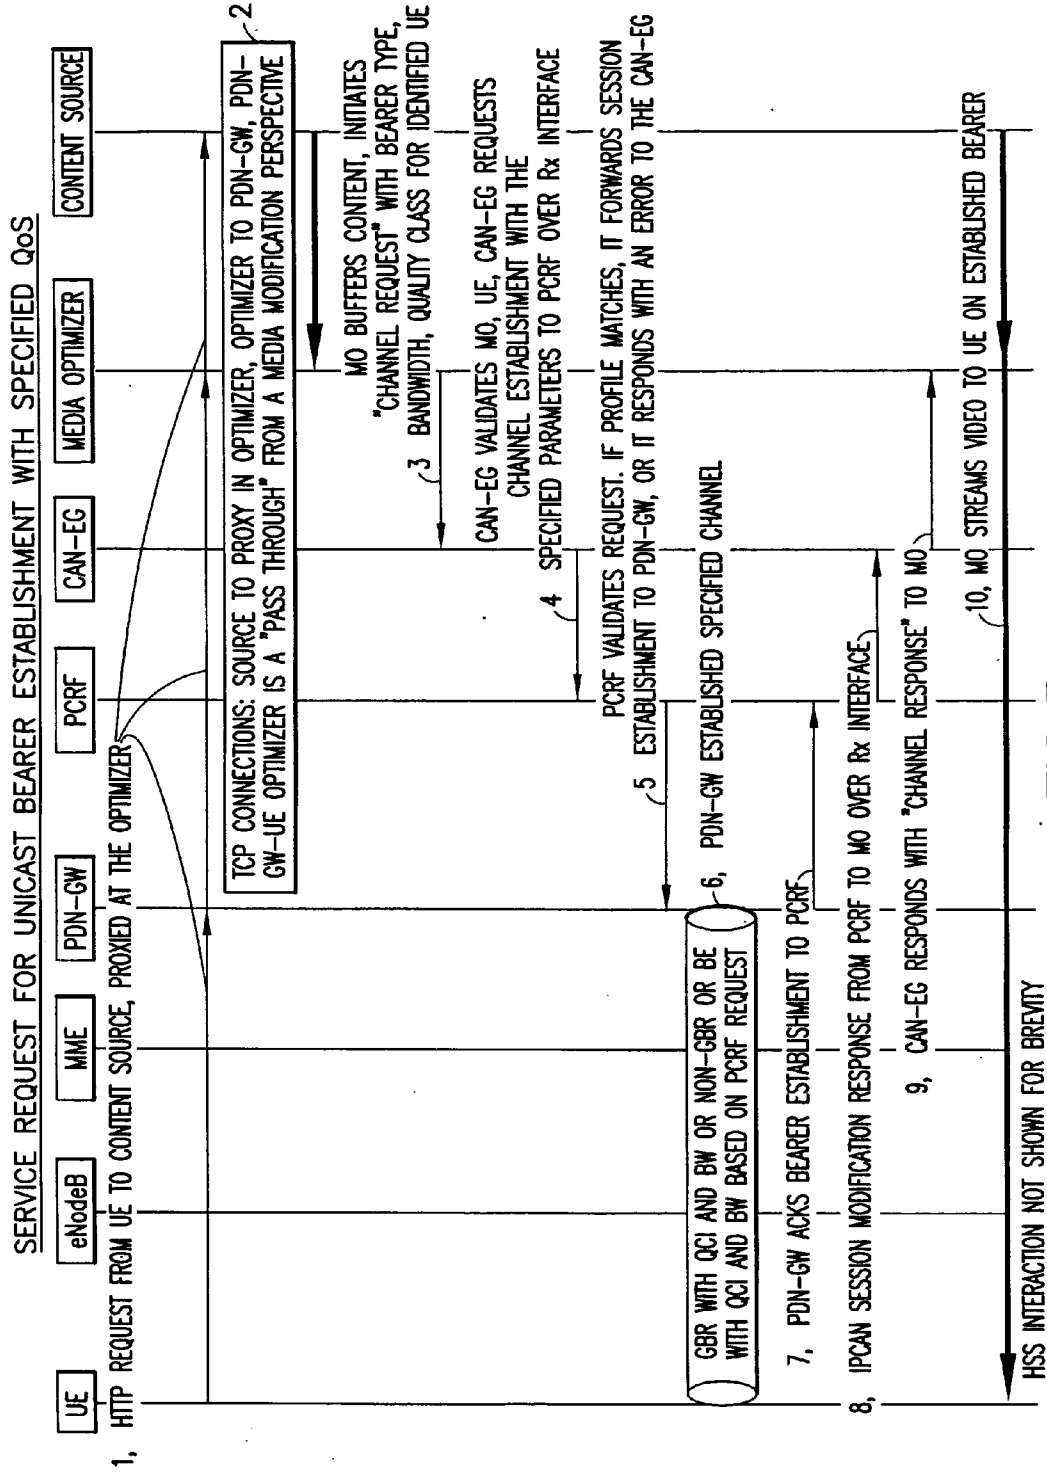 SERVICE REQUEST FOR UNICAST BEARER ESTABLISHMENT WITH SPECIFIED QoS
UE
eNodeB
MME
PDN-GW
PCRF
CAN-EG
MEDIA OPTIMIZER
CONTENT SOURCE
1, HTTP REQUEST FROM UE TO CONTENT SOURCE, PROXIED AT THE OPTIMIZER
TCP CONNECTIONS: SOURCE TO PROXY IN OPTIMIZER, OPTIMIZER TO PDN-GW, PDN-
GW-UE OPTIMIZER IS A "PASS THROUGH" FROM A MEDIA MODIFICATION PERSPECTIVE
2
MO BUFFERS CONTENT, INITIATES
"CHANNEL REQUEST" WITH BEARER TYPE,
3 BANDWIDTH, QUALITY CLASS FOR IDENTIFIED UE
CAN-EG VALIDATES MO, UE, CAN-EG REQUESTS
CHANNEL ESTABLISHMENT WITH THE
4 SPECIFIED PARAMETERS TO PCRF OVER Rx INTERFACE
PCRF VALIDATES REQUEST. IF PROFILE MATCHES, IT FORWARDS SESSION
5 ESTABLISHMENT TO PDN-GW, OR IT RESPONDS WITH AN ERROR TO THE CAN-EG
6, PDN-GW ESTABLISHED SPECIFIED CHANNEL
GBR WITH QCI AND BW OR NON-GBR OR BE
WITH QCI AND BW BASED ON PCRF REQUEST
7, PDN-GW ACKS BEARER ESTABLISHMENT TO PCRF
8, IPCAN SESSION MODIFICATION RESPONSE FROM PCRF TO MO OVER Rx INTERFACE
9, CAN-EG RESPONDS WITH "CHANNEL RESPONSE" TO MO
10, MO STREAMS VIDEO TO UE ON ESTABLISHED BEARER
HSS INTERACTION NOT SHOWN FOR BREVITY